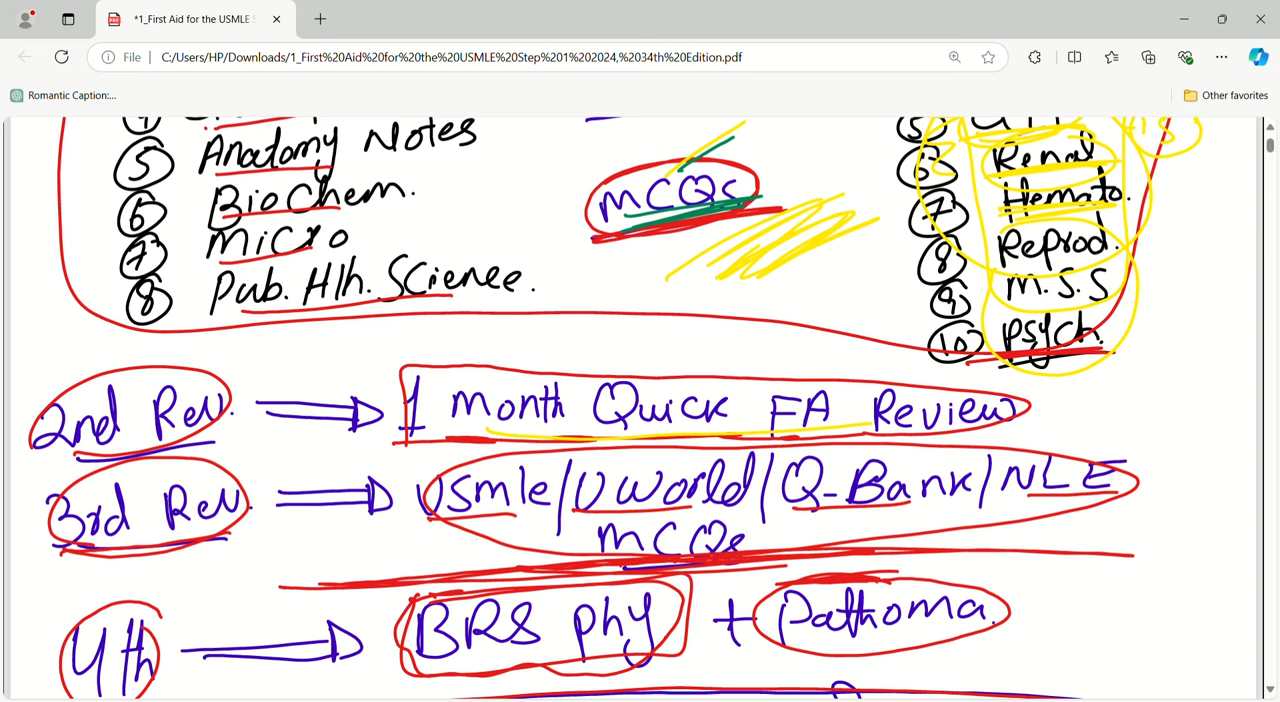 *1_First Aid for the USMLE S
File | C:/Users/HP/Downloads/1_First%20Aid%20for%20the%20USMLE%20Step%201%202024,%2034th%20Edition.pdf
Romantic Caption:...
Other favorites
5 Anatomy Notes
6 BioChem.
7 Micro
8 Pub. Hlh. Science.
MCQs
6 Renal
7 Hemato.
8 Reprod.
9 M.S.S
10 psych.
2nd Rev. 1 Month Quick FA Review
3rd Rev. Usmle/UWorld/Q-Bank/NLE
MCQs
4th BRS phy + Pathoma.